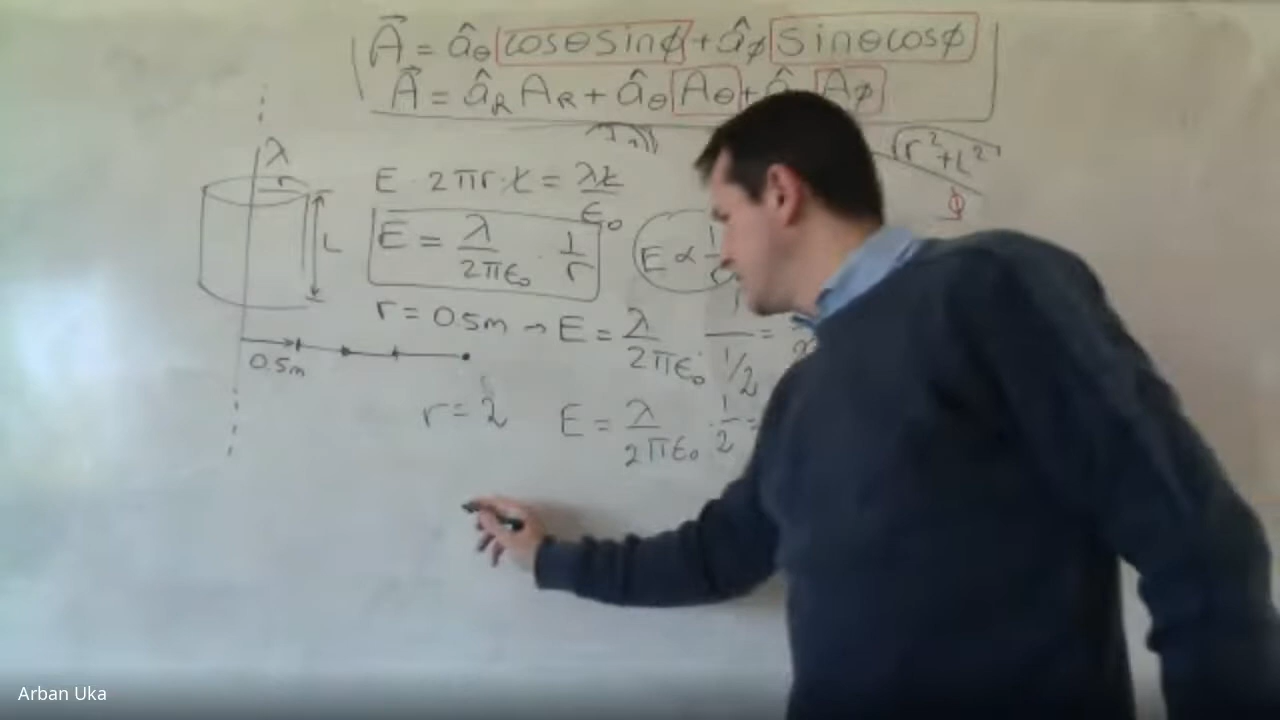 A⃗ = â_θ cosθ sinϕ + â_ϕ sinθ cosϕ
A⃗ = â_R A_R + â_θ A_θ + â A_ϕ
√(r² + L²)
ϕ
λ
r
L
E · 2πr·Ł = λŁ/ε₀
E = λ/2πε₀ · 1/r
E ∝ 1
r = 0.5m → E = λ/2πε₀ · 1/1/2 =
0.5m
r = 2 E = λ/2πε₀ · 1/2 =
Arban Uka